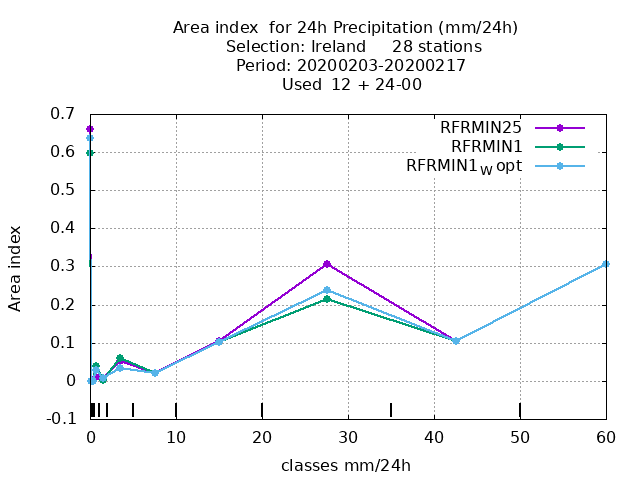 Area index  for 24h Precipitation (mm/24h)
Selection: Ireland     28 stations
Period: 20200203-20200217
Used  12 + 24-00
RFRMIN25
RFRMIN1
RFRMIN1W opt
0.7
0.6
0.5
0.4
0.3
0.2
0.1
0
-0.1
Area index
0 10 20 30 40 50 60
classes mm/24h